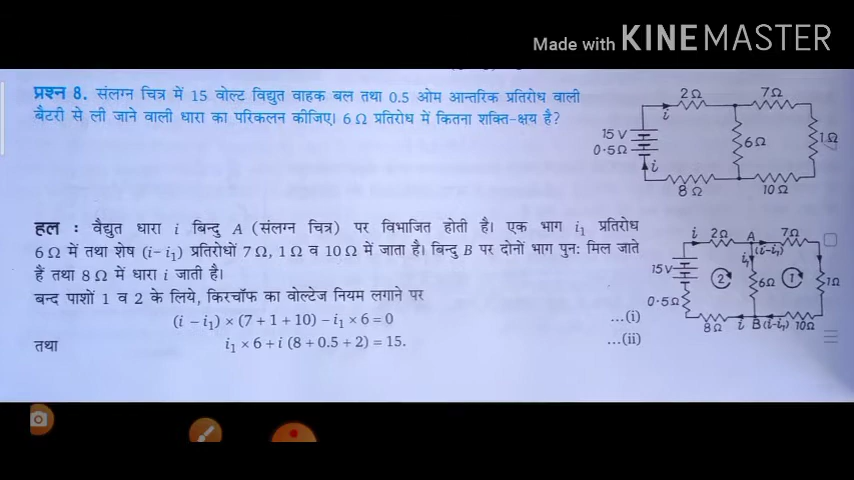 Made with KINEMASTER
प्रश्न 8. संलग्न चित्र में 15 वोल्ट विद्युत वाहक बल तथा 0.5 ओम आन्तरिक प्रतिरोध वाली
बैटरी से ली जाने वाली धारा का परिकलन कीजिए। 6 Ω प्रतिरोध में कितना शक्ति-क्षय है?
2Ω 7Ω
i
15 V
0·5Ω
6Ω 1Ω
i
8Ω 10Ω
हल : वैद्युत धारा i बिन्दु A (संलग्न चित्र) पर विभाजित होती है। एक भाग i₁ प्रतिरोध
6 Ω में तथा शेष (i– i₁) प्रतिरोधों 7 Ω, 1 Ω व 10 Ω में जाता है। बिन्दु B पर दोनों भाग पुन: मिल जाते
हैं तथा 8 Ω में धारा i जाती है।
बन्द पाशों 1 व 2 के लिये, किरचॉफ का वोल्टेज नियम लगाने पर
(i – i₁) × (7 + 1 + 10) – i₁ × 6 = 0 ...(i)
तथा i₁ × 6 + i (8 + 0.5 + 2) = 15. ...(ii)
i 2Ω A 7Ω
i₁ (i–i₁)
15V
2 6Ω 1 1Ω
0·5Ω
8Ω i B (i–i₁) 10Ω